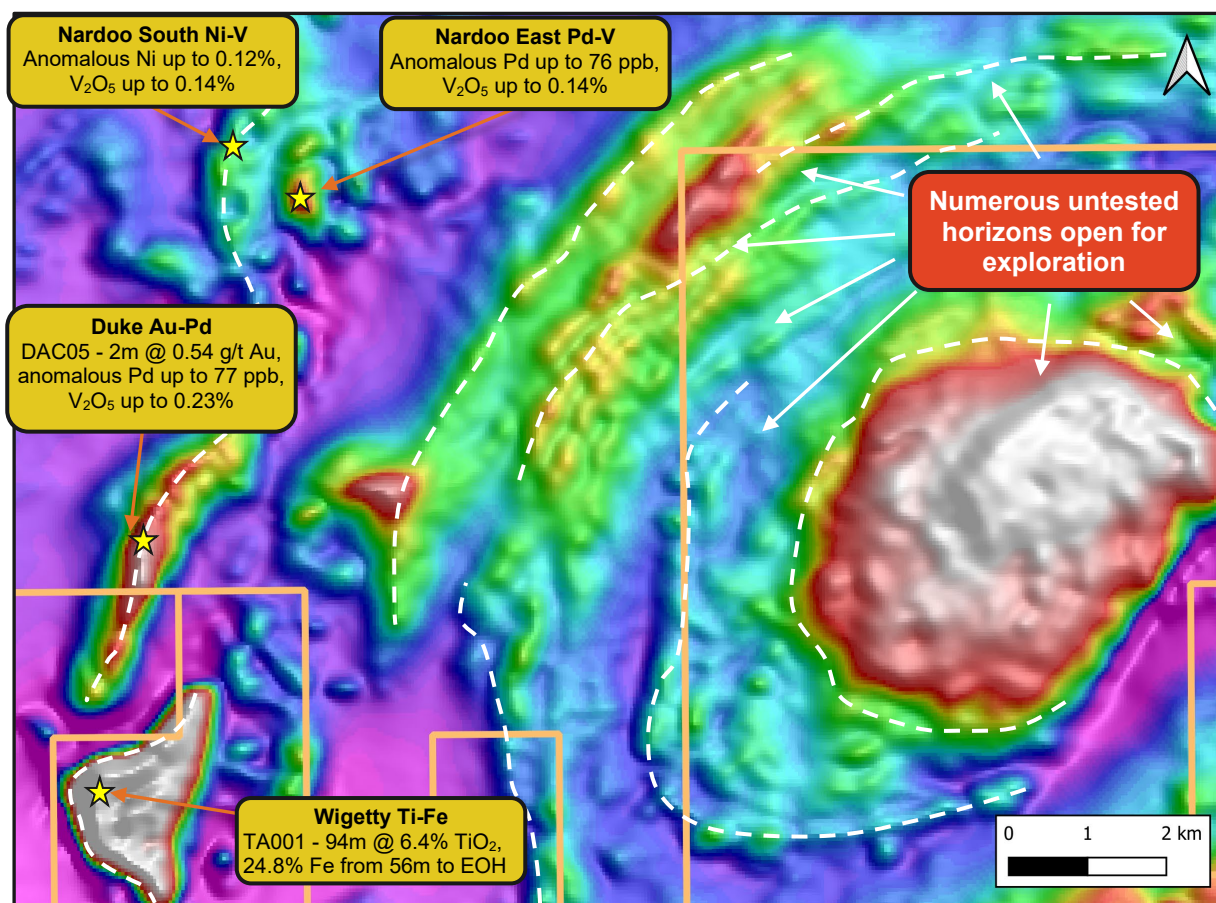 Nardoo South Ni-V
Anomalous Ni up to 0.12%,
V₂O₅ up to 0.14%
Nardoo East Pd-V
Anomalous Pd up to 76 ppb,
V₂O₅ up to 0.14%
Numerous untested
horizons open for
exploration
Duke Au-Pd
DAC05 - 2m @ 0.54 g/t Au,
anomalous Pd up to 77 ppb,
V₂O₅ up to 0.23%
Wigetty Ti-Fe
TA001 - 94m @ 6.4% TiO₂,
24.8% Fe from 56m to EOH
0 1 2 km